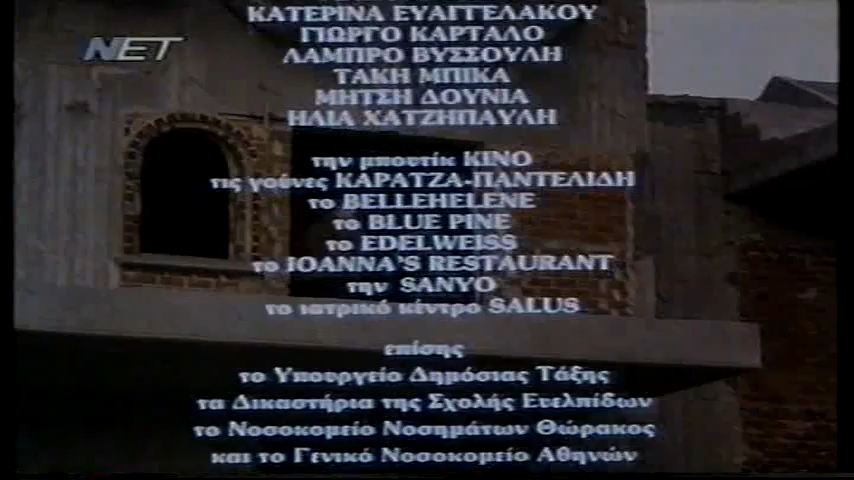 ΚΑΤΕΡΙΝΑ ΕΥΑΓΓΕΛΑΚΟΥ
ΓΙΩΡΓΟ ΚΑΡΤΑΛΟ
NET
ΛΑΜΠΡΟ ΒΥΣΣΟΥΛΗ
ΤΑΚΗ ΜΠΙΚΑ
ΜΗΤΣΗ ΔΟΥΝΙΑ
ΗΛΙΑ ΧΑΤΖΗΠΑΥΛΗ
την μπουτίκ ΚΙΝΟ
τις γούνες ΚΑΡΑΤΖΑ-ΠΑΝΤΕΛΙΔΗ
το BELLEHELENE
το BLUE PINE
το EDELWEISS
το IOANNA'S RESTAURANT
την SANYO
το ιατρικό κέντρο SALUS
επίσης
το Υπουργείο Δημόσιας Τάξης
τα Δικαστήρια της Σχολής Ευελπίδων
το Νοσοκομείο Νοσημάτων Θώρακος
και το Γενικό Νοσοκομείο Αθηνών